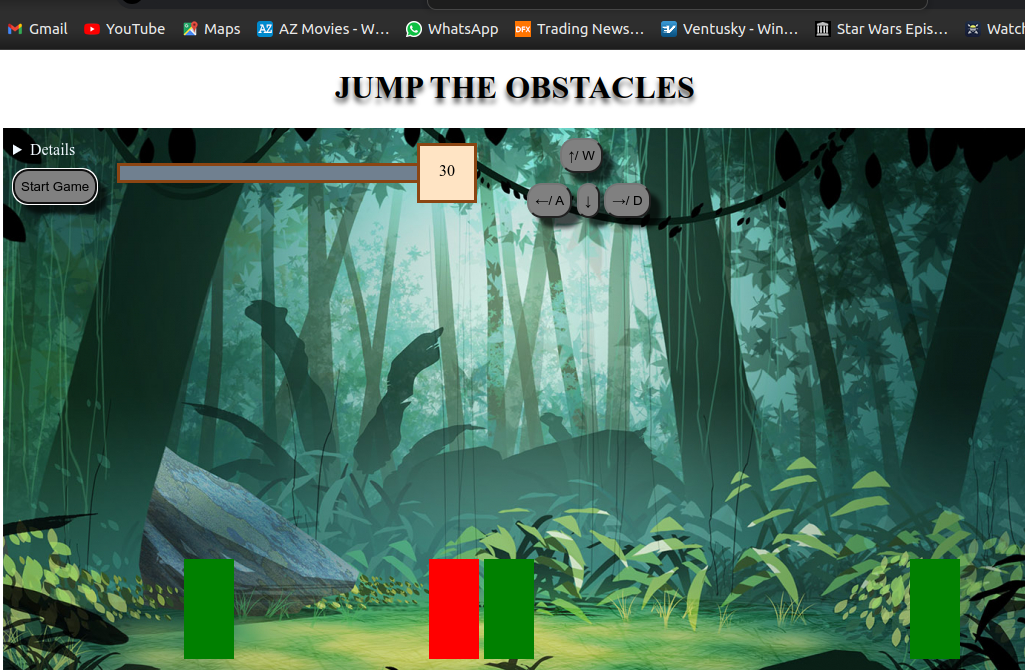 Gmail YouTube Maps AZ Movies - W… WhatsApp DFX Trading News… Ventusky - Win… Star Wars Epis… Watch
JUMP THE OBSTACLES
▶ Details
Start Game
30
↑/ W
←/ A ↓ →/ D